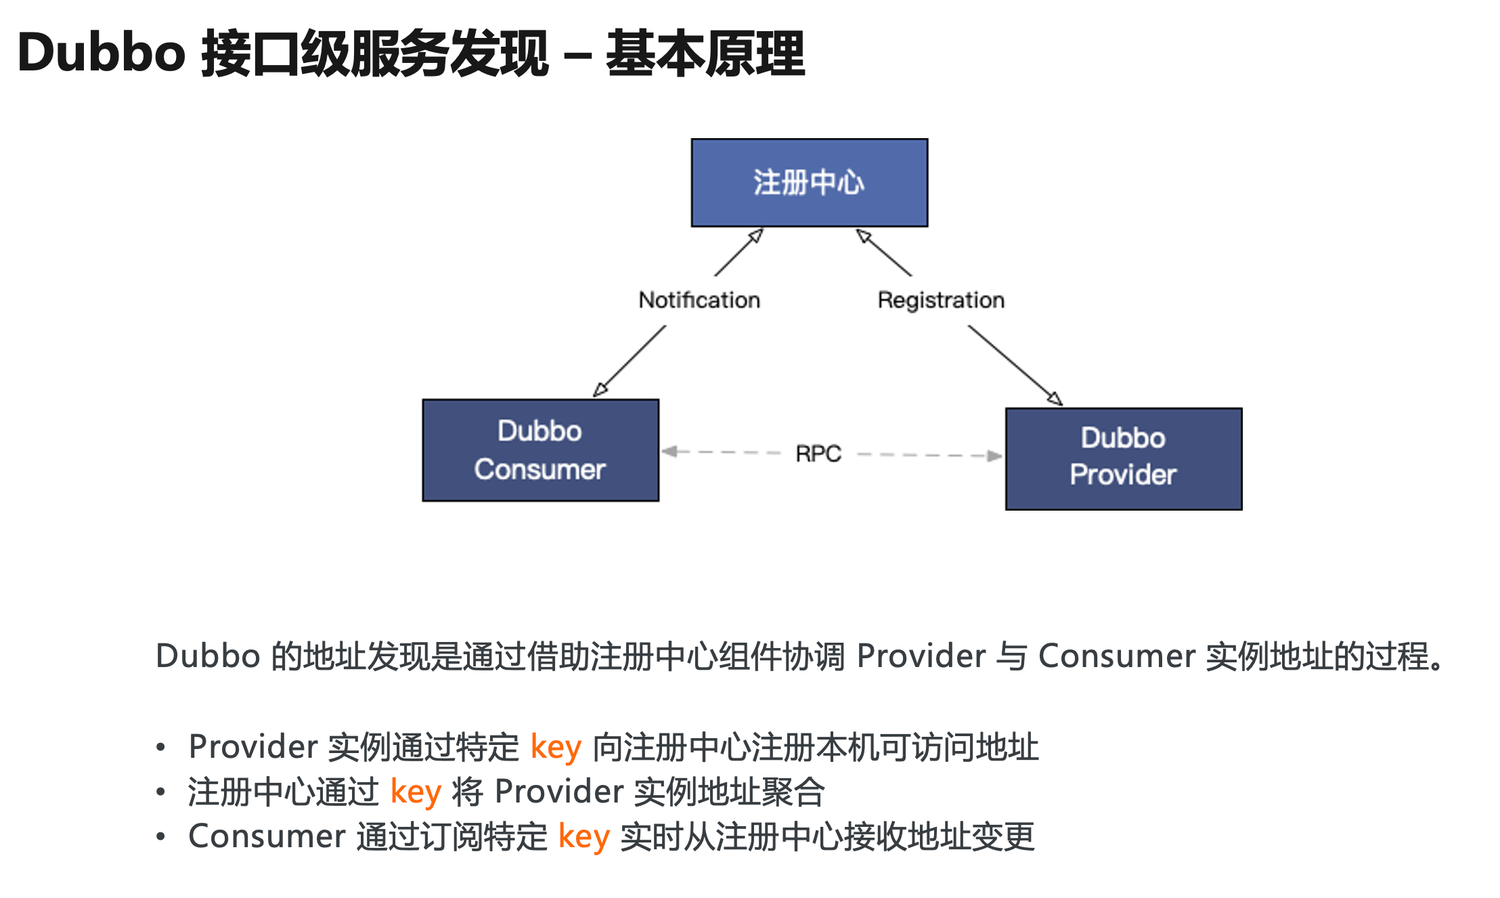 Dubbo 接口级服务发现 – 基本原理
注册中心
Notification
Registration
Dubbo
Consumer
RPC
Dubbo
Provider
Dubbo 的地址发现是通过借助注册中心组件协调 Provider 与 Consumer 实例地址的过程。
• Provider 实例通过特定 key 向注册中心注册本机可访问地址
• 注册中心通过 key 将 Provider 实例地址聚合
• Consumer 通过订阅特定 key 实时从注册中心接收地址变更